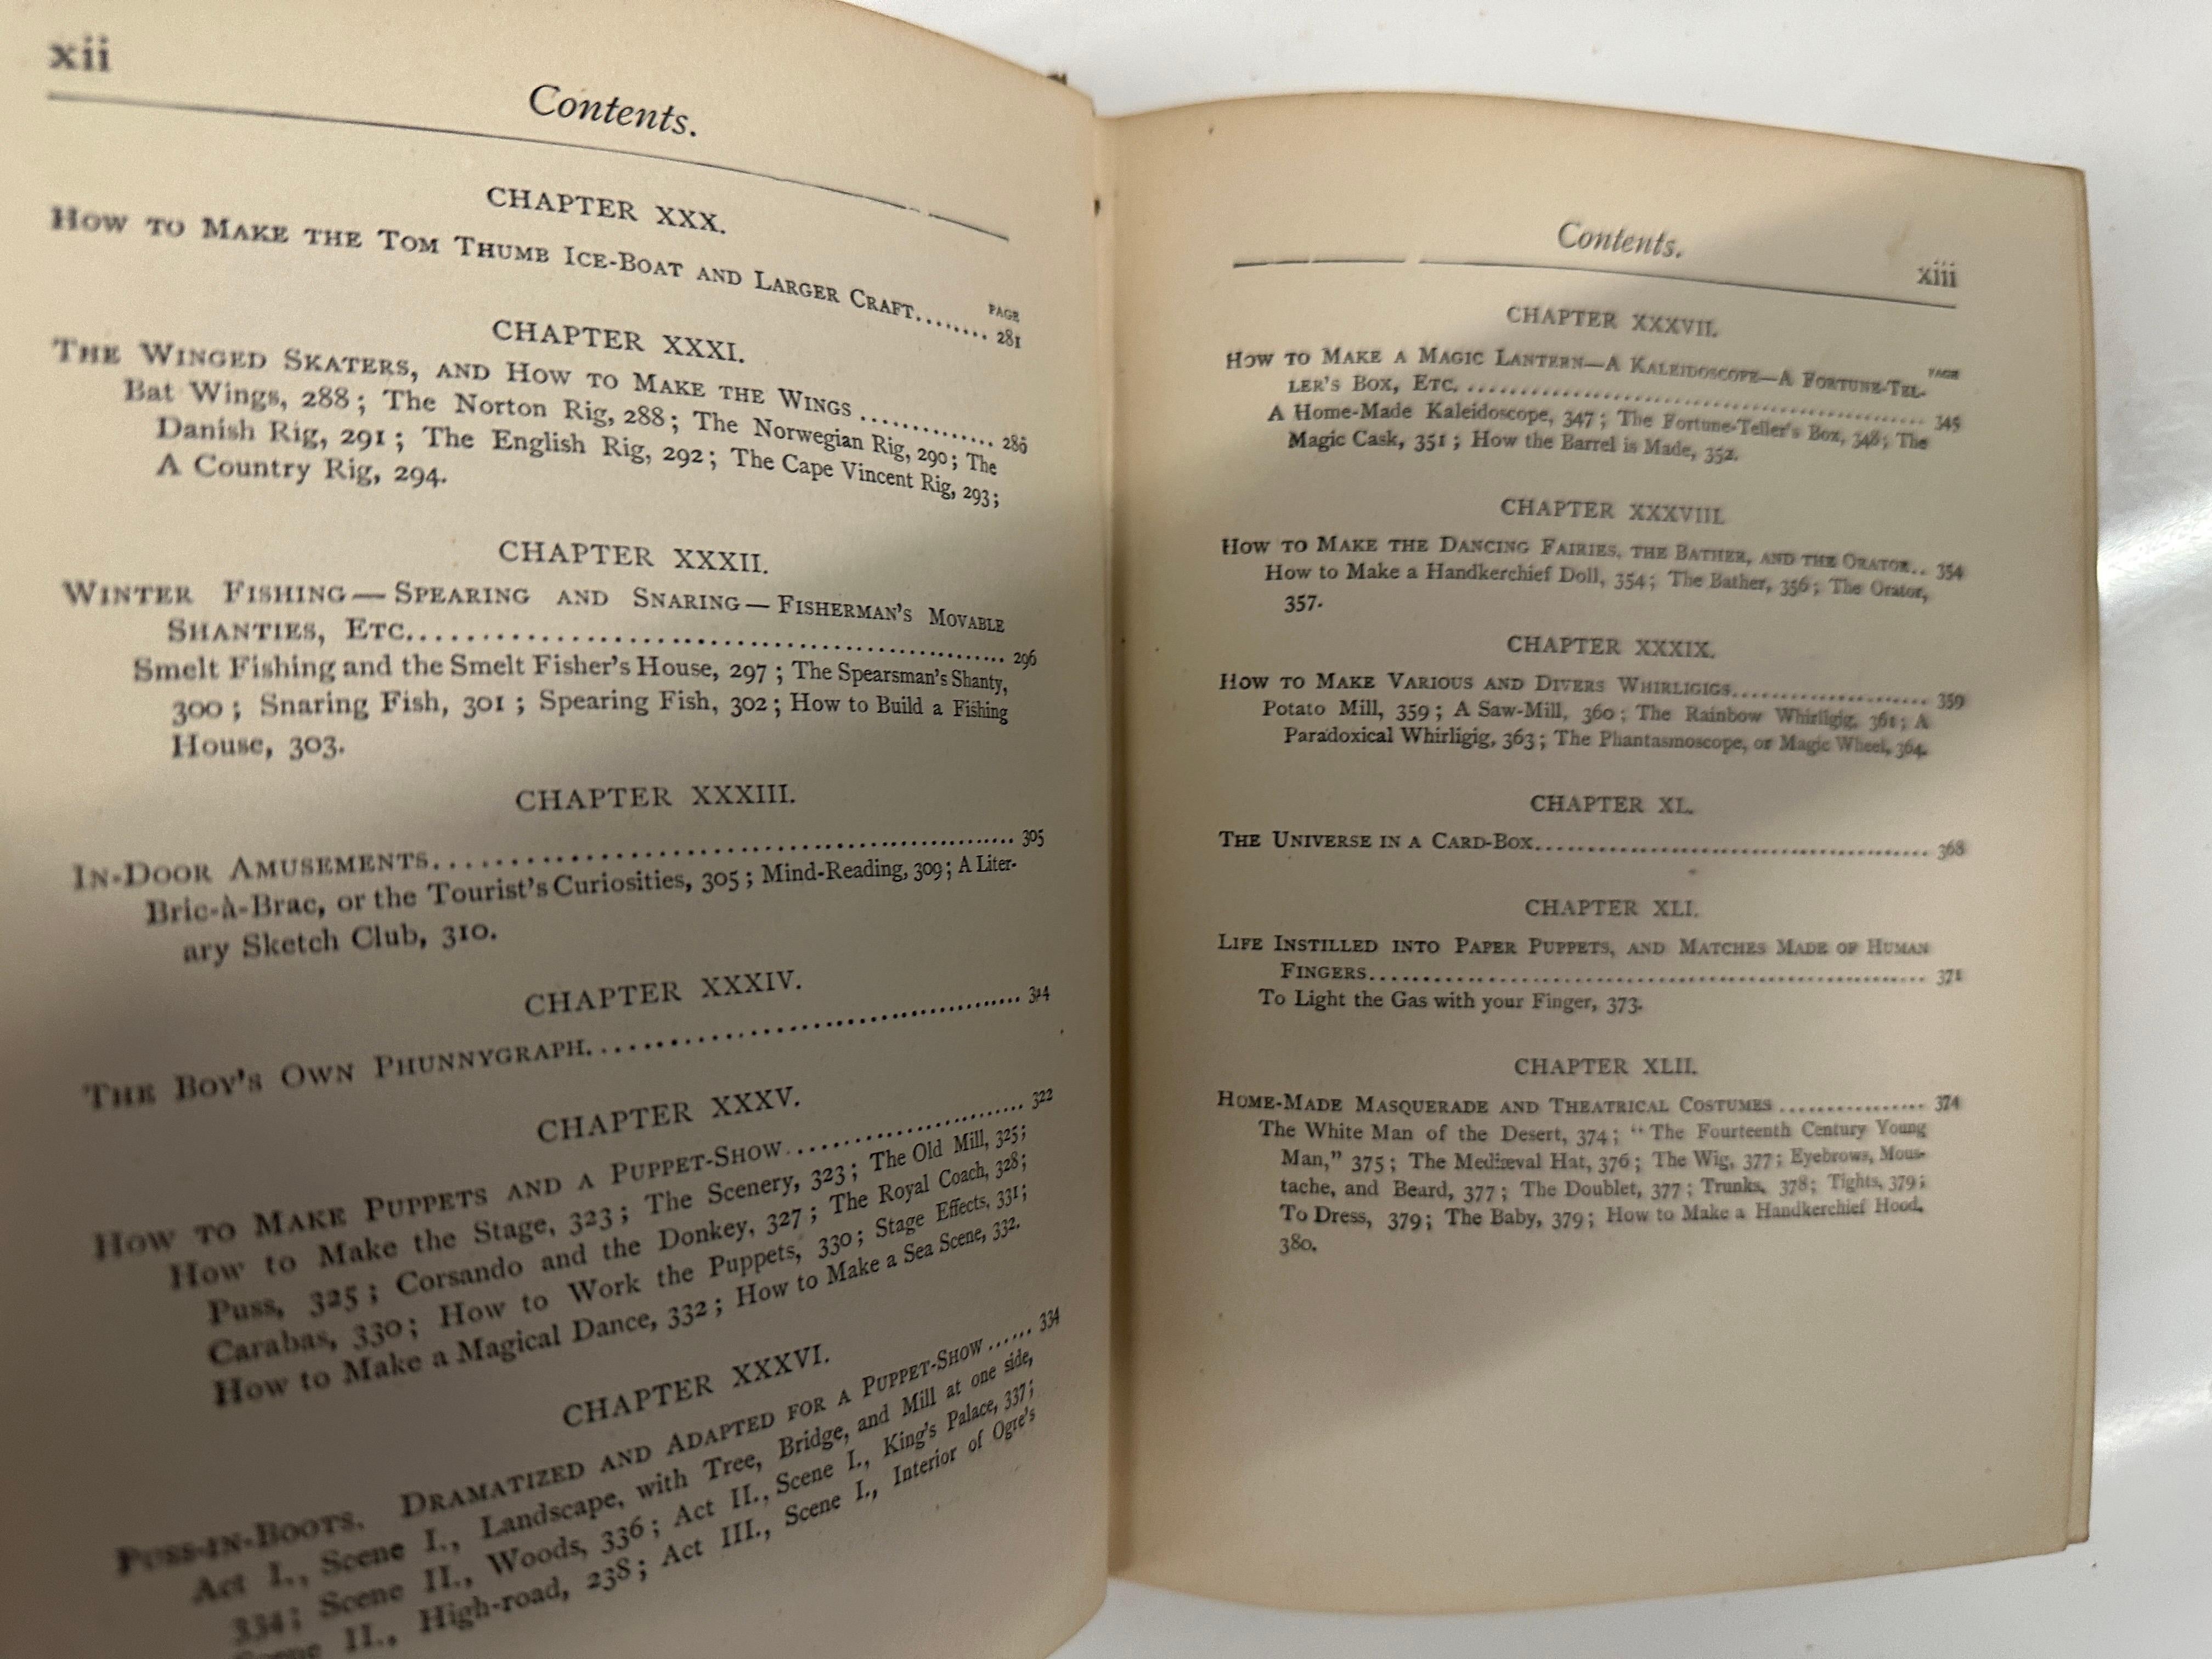 xii
Contents.
CHAPTER XXX.
PAGE
How to Make the Tom Thumb Ice-Boat and Larger Craft........ 281
CHAPTER XXXI.
The Winged Skaters, and How to Make the Wings ............. 286
Bat Wings, 288; The Norton Rig, 288; The Norwegian Rig, 290; The
Danish Rig, 291; The English Rig, 292; The Cape Vincent Rig, 293;
A Country Rig, 294.
CHAPTER XXXII.
Winter Fishing—Spearing and Snaring—Fisherman's Movable
Shanties, Etc.................................................. 296
Smelt Fishing and the Smelt Fisher's House, 297; The Spearsman's Shanty,
300; Snaring Fish, 301; Spearing Fish, 302; How to Build a Fishing
House, 303.
CHAPTER XXXIII.
In-Door Amusements.................................................. 305
Bric-à-Brac, or the Tourist's Curiosities, 305; Mind-Reading, 309; A Liter-
ary Sketch Club, 310.
CHAPTER XXXIV.
The Boy's Own Phunnygraph........................................ 314
CHAPTER XXXV.
How to Make Puppets and a Puppet-Show........................ 322
How to Make the Stage, 323; The Scenery, 323; The Old Mill, 325;
Puss, 325; Corsando and the Donkey, 327; The Royal Coach, 328;
Carabas, 330; How to Work the Puppets, 330; Stage Effects, 331;
How to Make a Magical Dance, 332; How to Make a Sea Scene, 332.
CHAPTER XXXVI.
Puss-in-Boots. Dramatized and Adapted for a Puppet-Show ...... 334
Act I., Scene I., Landscape, with Tree, Bridge, and Mill at one side,
334; Scene II., Woods, 336; Act II., Scene I., King's Palace, 337;
Scene II., High-road, 238; Act III., Scene I., Interior of Ogre's
Contents.
xiii
CHAPTER XXXVII.
PAGE
How to Make a Magic Lantern—A Kaleidoscope—A Fortune-Tel-
ler's Box, Etc. ................................................ 345
A Home-Made Kaleidoscope, 347; The Fortune-Teller's Box, 348; The
Magic Cask, 351; How the Barrel is Made, 352.
CHAPTER XXXVIII.
How to Make the Dancing Fairies, the Bather, and the Orator.. 354
How to Make a Handkerchief Doll, 354; The Bather, 356; The Orator,
357.
CHAPTER XXXIX.
How to Make Various and Divers Whirligigs..................... 359
Potato Mill, 359; A Saw-Mill, 360; The Rainbow Whirligig, 361; A
Paradoxical Whirligig, 363; The Phantasmoscope, or Magic Wheel, 364.
CHAPTER XL.
The Universe in a Card-Box........................................ 368
CHAPTER XLI.
Life Instilled into Paper Puppets, and Matches Made of Human
Fingers......................................................... 371
To Light the Gas with your Finger, 373.
CHAPTER XLII.
Home-Made Masquerade and Theatrical Costumes ................ 374
The White Man of the Desert, 374; "The Fourteenth Century Young
Man," 375; The Mediæval Hat, 376; The Wig, 377; Eyebrows, Mous-
tache, and Beard, 377; The Doublet, 377; Trunks, 378; Tights, 379;
To Dress, 379; The Baby, 379; How to Make a Handkerchief Hood,
380.